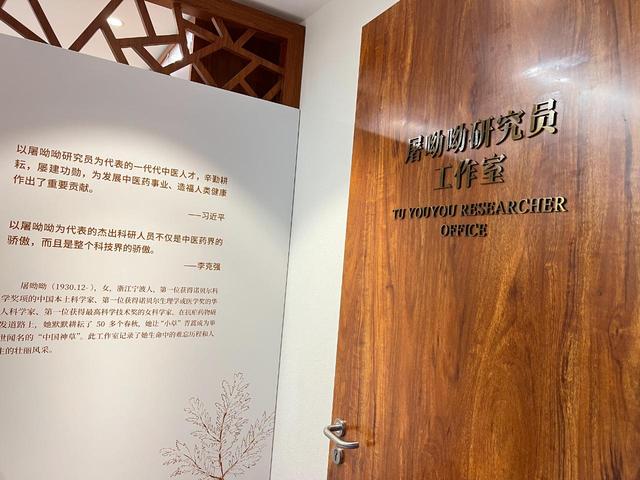 以屠呦呦研究员为代表的一代代中医人才，辛勤耕
耘，屡建功勋，为发展中医药事业、造福人类健康
作出了重要贡献。
——习近平
以屠呦呦为代表的杰出科研人员不仅是中医药界的
骄傲，而且是整个科技界的骄傲。
——李克强
屠呦呦（1930.12-），女，浙江宁波人，第一位获得诺贝尔科
学奖项的中国本土科学家、第一位获得诺贝尔生理学或医学奖的华
人科学家、第一位获得最高科学技术奖的女科学家，在抗疟药物研
发道路上，她默默耕耘了 50 多个春秋，她让“小草”青蒿成为举
世闻名的“中国神草”。此工作室记录了她生命中的难忘历程和人
生的壮丽风采。
屠呦呦研究员
工作室
TU YOUYOU RESEARCHER
OFFICE